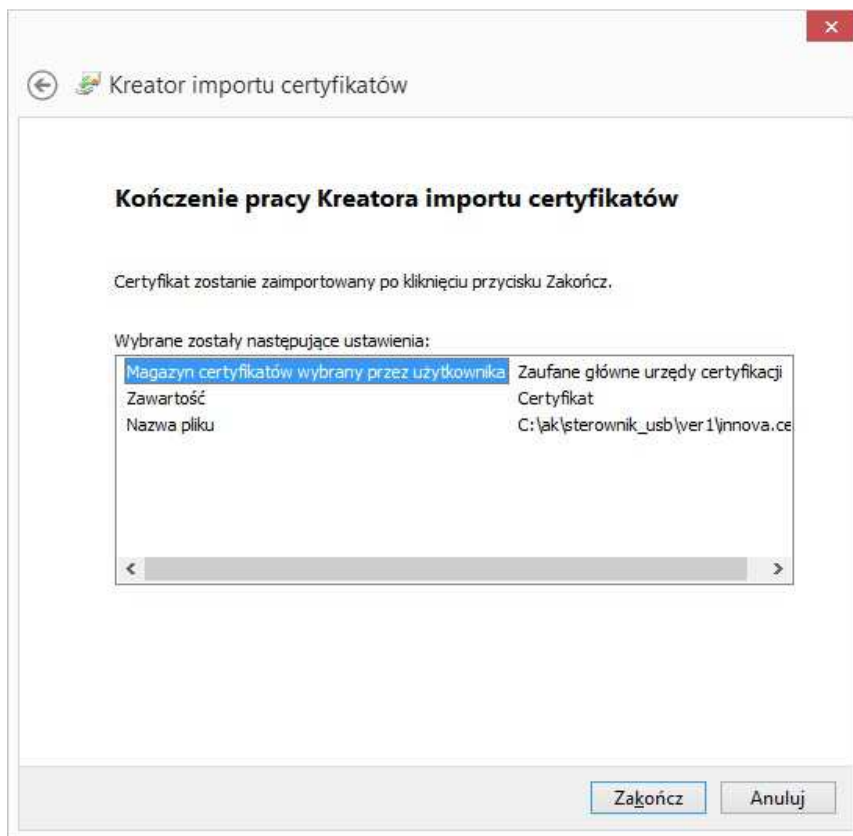 Kreator importu certyfikatów
Kończenie pracy Kreatora importu certyfikatów
Certyfikat zostanie zaimportowany po kliknięciu przycisku Zakończ.
Wybrane zostały następujące ustawienia:
Magazyn certyfikatów wybrany przez użytkownika Zaufane główne urzędy certyfikacji
Zawartość Certyfikat
Nazwa pliku C:\ak\sterownik_usb\ver1\innova.ce
Zakończ Anuluj